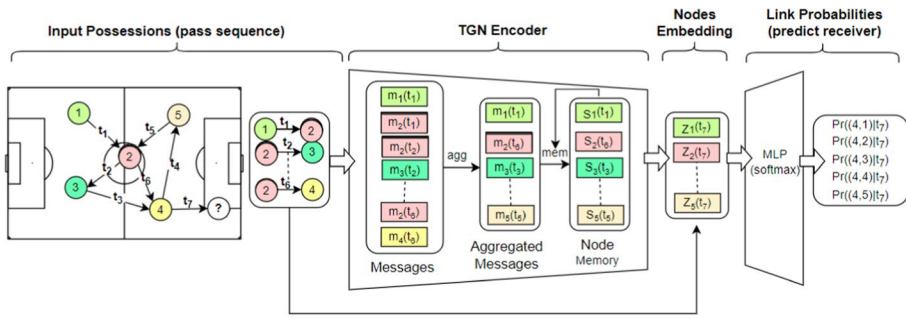 Input Possessions (pass sequence)
TGN Encoder
Nodes
Embedding
Link Probabilities
(predict receiver)
1
5
2
3
4
?
t1
t5
t2
t6
t4
t3
t7
1 t1 2
2 t2 3
2 t6 4
m1(t1)
m2(t1)
m2(t2)
m3(t2)
m2(t6)
m4(t6)
Messages
agg
m1(t1)
m2(t6)
m3(t3)
m5(t5)
Aggregated
Messages
mem
S1(t1)
S2(t6)
S3(t3)
S5(t5)
Node
Memory
Z1(t7)
Z2(t7)
Z5(t7)
MLP
(softmax)
Pr((4,1)|t7)
Pr((4,2)|t7)
Pr((4,3)|t7)
Pr((4,4)|t7)
Pr((4,5)|t7)